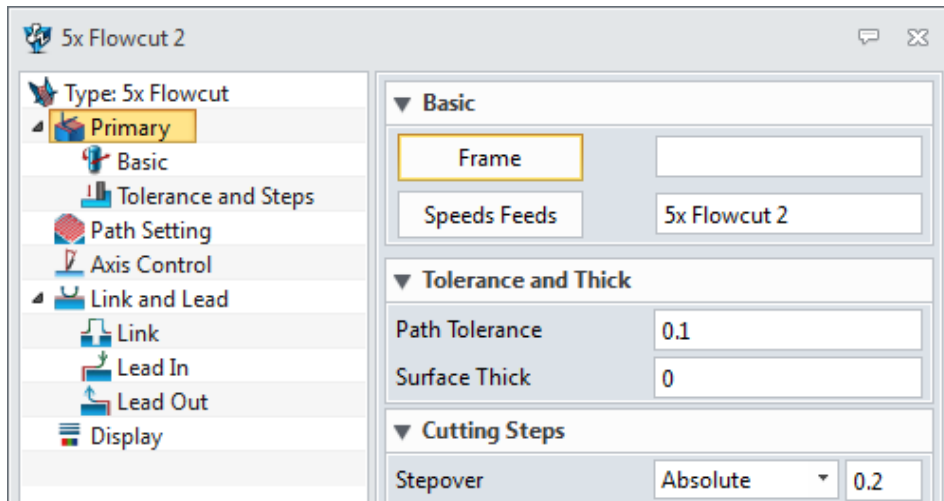 5x Flowcut 2
Type: 5x Flowcut
Primary
Basic
Tolerance and Steps
Path Setting
Axis Control
Link and Lead
Link
Lead In
Lead Out
Display
Basic
Frame
Speeds Feeds 5x Flowcut 2
Tolerance and Thick
Path Tolerance 0.1
Surface Thick 0
Cutting Steps
Stepover Absolute 0.2